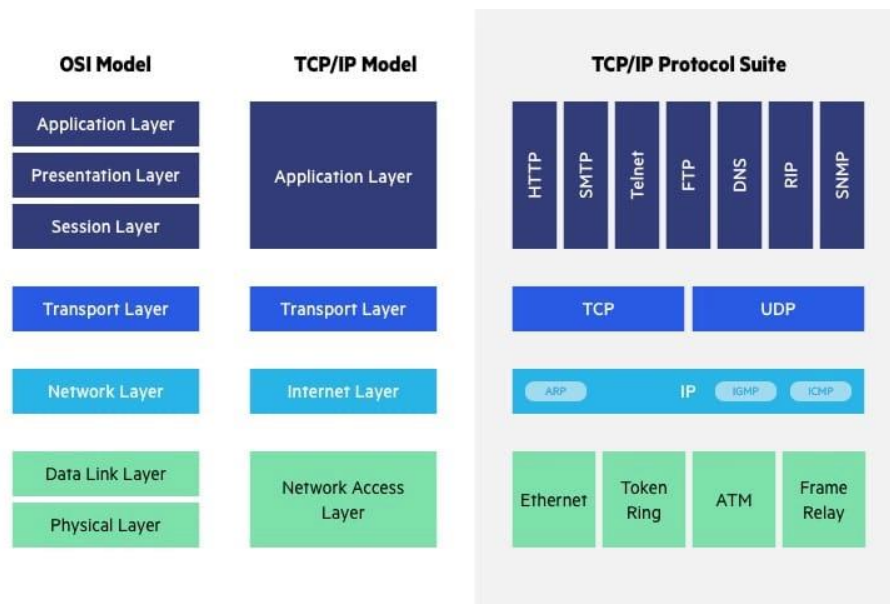 OSI Model
TCP/IP Model
TCP/IP Protocol Suite
Application Layer
Presentation Layer
Session Layer
Application Layer
HTTP
SMTP
Telnet
FTP
DNS
RIP
SNMP
Transport Layer
Transport Layer
TCP
UDP
Network Layer
Internet Layer
ARP
IP
IGMP
ICMP
Data Link Layer
Physical Layer
Network Access
Layer
Ethernet
Token
Ring
ATM
Frame
Relay